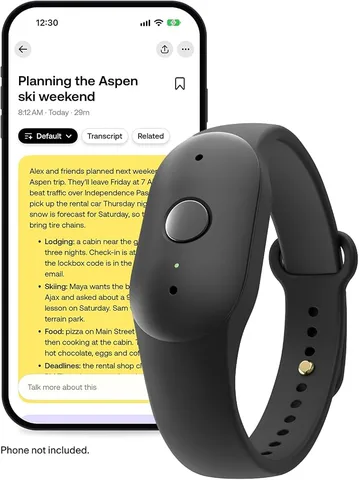 12:30
Planning the Aspen
ski weekend
8:12 AM · Today · 29m
Default
Transcript
Related
Alex and friends planned next
Aspen trip. They'll leave Friday at 7
beat traffic over Independence
pick up the rental car Thursday
snow is forecast for Saturday, so
bring tire chains.
• Lodging: a cabin near the
three nights. Check-in is at
the lockbox code is in the
email.
• Skiing: Maya wants the
Ajax and asked about a
lesson on Saturday. Sam
terrain park.
• Food: pizza on Main Street
then cooking at the cabin.
hot chocolate, eggs and
• Deadlines: the rental shop
Talk more about this
Phone not included.